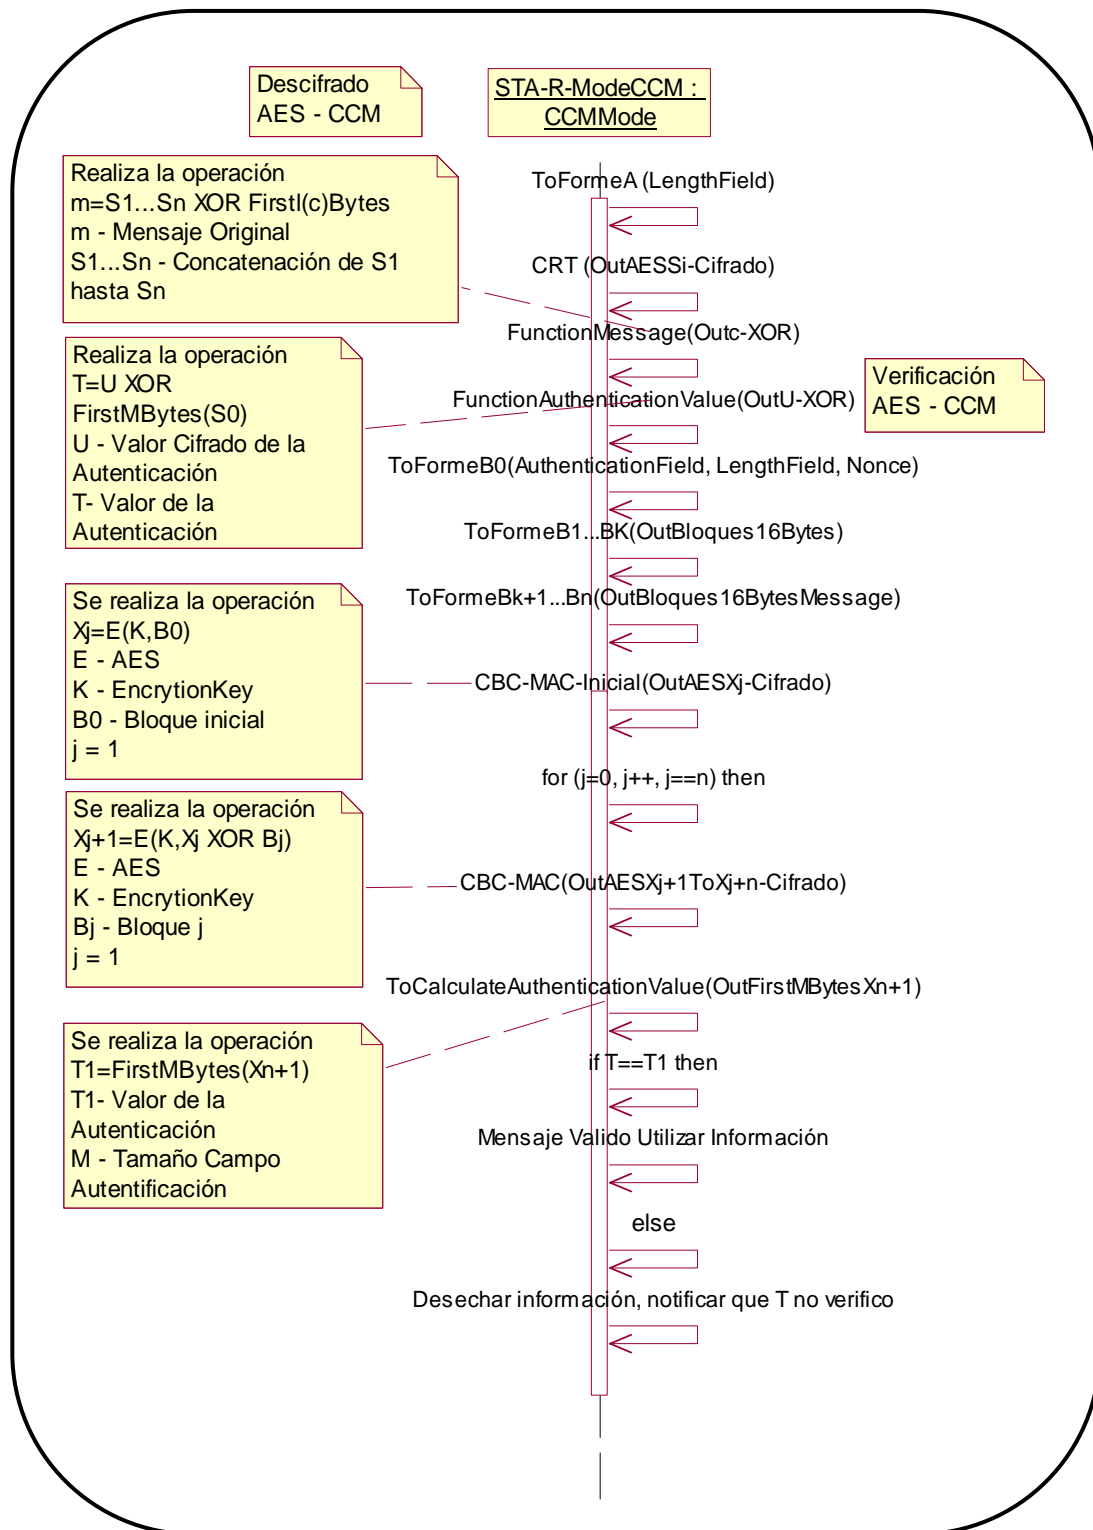 Descifrado
AES - CCM
STA-R-ModeCCM :
CCMMode
Realiza la operación
m=S1...Sn XOR Firstl(c)Bytes
m - Mensaje Original
S1...Sn - Concatenación de S1
hasta Sn
ToFormeA (LengthField)
CRT (OutAESSi-Cifrado)
FunctionMessage(Outc-XOR)
Realiza la operación
T=U XOR
FirstMBytes(S0)
U - Valor Cifrado de la
Autenticación
T- Valor de la
Autenticación
FunctionAuthenticationValue(OutU-XOR)
Verificación
AES - CCM
ToFormeB0(AuthenticationField, LengthField, Nonce)
ToFormeB1...BK(OutBloques16Bytes)
ToFormeBk+1...Bn(OutBloques16BytesMessage)
Se realiza la operación
Xj=E(K,B0)
E - AES
K - EncrytionKey
B0 - Bloque inicial
j = 1
CBC-MAC-Inicial(OutAESXj-Cifrado)
for (j=0, j++, j==n) then
Se realiza la operación
Xj+1=E(K,Xj XOR Bj)
E - AES
K - EncrytionKey
Bj - Bloque j
j = 1
CBC-MAC(OutAESXj+1ToXj+n-Cifrado)
ToCalculateAuthenticationValue(OutFirstMBytesXn+1)
Se realiza la operación
T1=FirstMBytes(Xn+1)
T1- Valor de la
Autenticación
M - Tamaño Campo
Autentificación
if T==T1 then
Mensaje Valido Utilizar Información
else
Desechar información, notificar que T no verifico